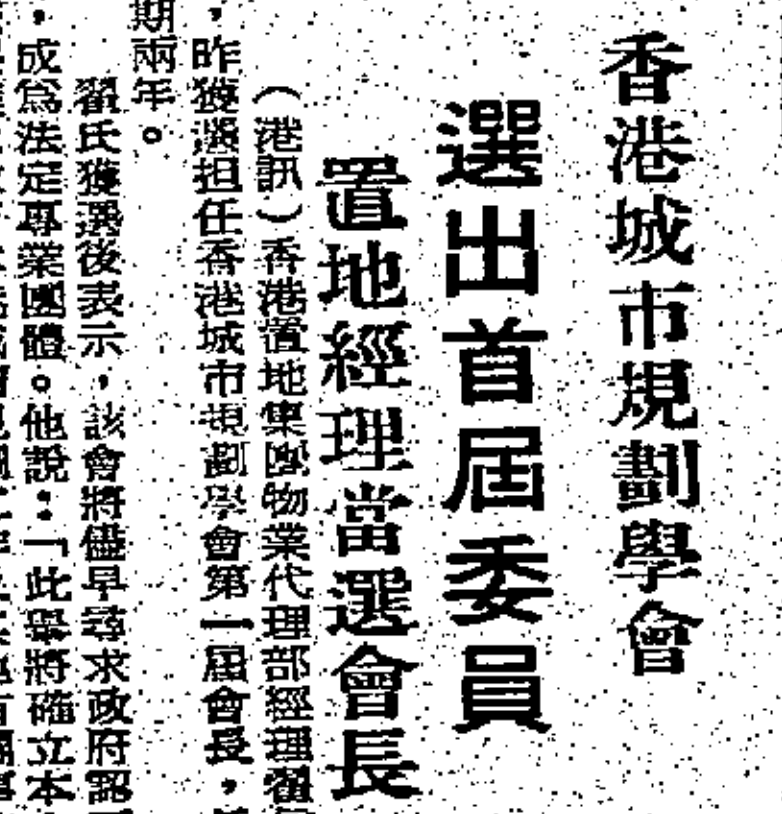 香港城市規劃學會
選出首屆委員
置地經理當選會長
（港訊）香港置地集團物業代理部經理翟
，昨獲選担任香港城市規劃學會第一屆會長，
期兩年。
翟氏獲選後表示，該會將儘早尋求政府認
，成爲法定專業團體。他說：「此舉將確立本